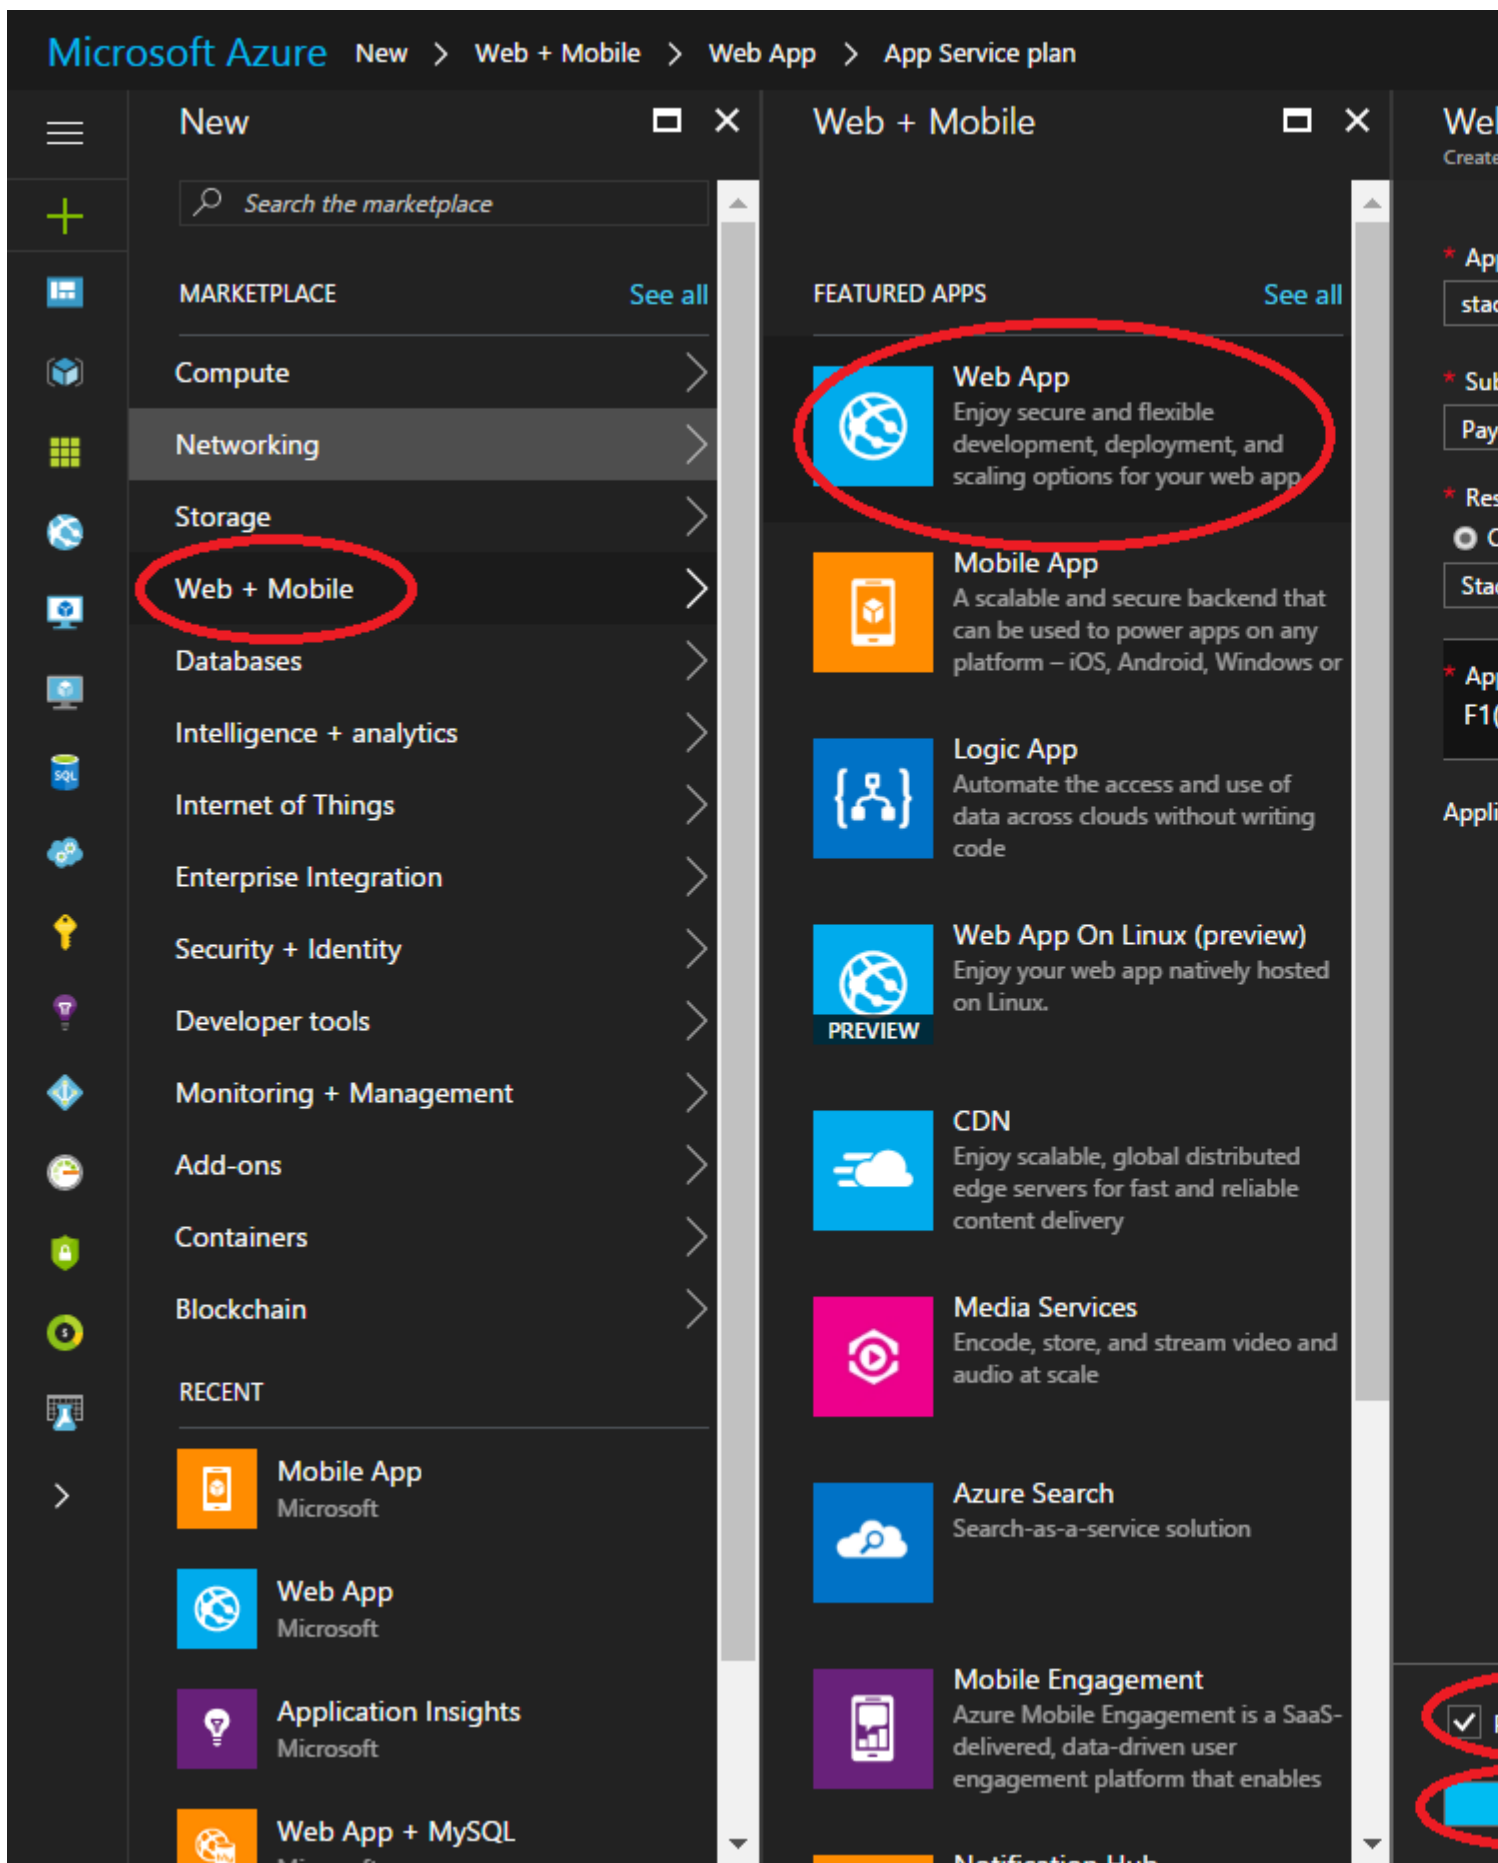 Microsoft Azure New > Web + Mobile > Web App > App Service plan
New
Search the marketplace
MARKETPLACE See all
Compute
Networking
Storage
Web + Mobile
Databases
Intelligence + analytics
Internet of Things
Enterprise Integration
Security + Identity
Developer tools
Monitoring + Management
Add-ons
Containers
Blockchain
RECENT
Mobile App
Microsoft
Web App
Microsoft
Application Insights
Microsoft
Web App + MySQL
Web + Mobile
FEATURED APPS See all
Web App
Enjoy secure and flexible
development, deployment, and
scaling options for your web app
Mobile App
A scalable and secure backend that
can be used to power apps on any
platform – iOS, Android, Windows or
Logic App
Automate the access and use of
data across clouds without writing
code
Web App On Linux (preview)
Enjoy your web app natively hosted
on Linux.
PREVIEW
CDN
Enjoy scalable, global distributed
edge servers for fast and reliable
content delivery
Media Services
Encode, store, and stream video and
audio at scale
Azure Search
Search-as-a-service solution
Mobile Engagement
Azure Mobile Engagement is a SaaS-
delivered, data-driven user
engagement platform that enables
Notification Hub
SQL
Create
* App
Pay
F1(